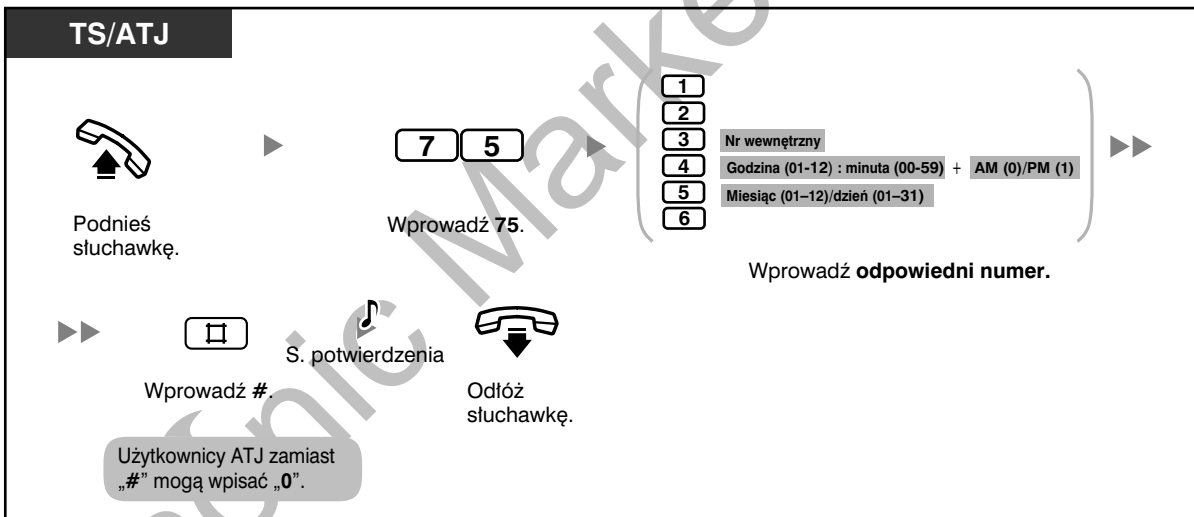 TS/ATJ
Podnieś
słuchawkę.
7 5
Wprowadź 75.
1
2
3 Nr wewnętrzny
4 Godzina (01-12) : minuta (00-59) + AM (0)/PM (1)
5 Miesiąc (01–12)/dzień (01–31)
6
Wprowadź odpowiedni numer.
S. potwierdzenia
Wprowadź #.
Odłóż
słuchawkę.
Użytkownicy ATJ zamiast
„#” mogą wpisać „0”.